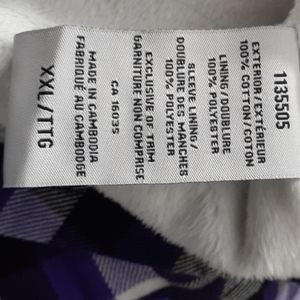 1135505
EXTERIOR/EXTÉRIEUR
100% COTTON/COTON
LINING/DOUBLURE
100% POLYESTER
SLEEVE LINING/
DOUBLURE DES MANCHES
100% POLYESTER
EXCLUSIVE OF TRIM
GARNITURE NON COMPRISE
CA 16035
MADE IN CAMBODIA
FABRIQUÉ AU CAMBODGE
XXL/TTG